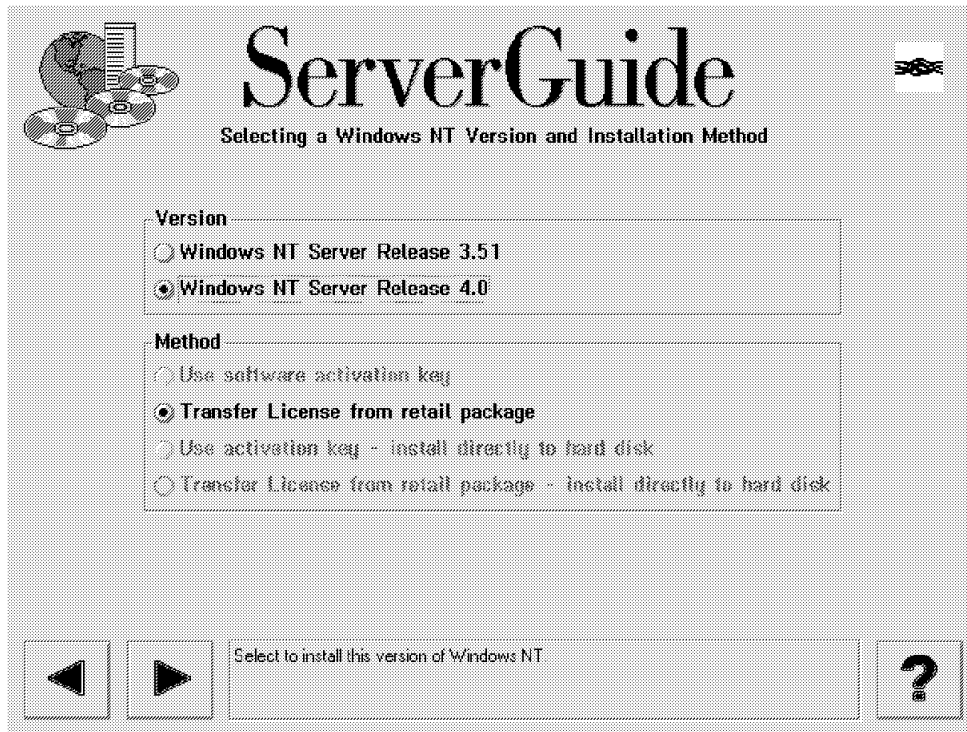 ServerGuide
Selecting a Windows NT Version and Installation Method
Version
Windows NT Server Release 3.51
Windows NT Server Release 4.0
Method
Use software activation key
Transfer License from retail package
Use activation key - install directly to hard disk
Transfer License from retail package - install directly to hard disk
Select to install this version of Windows NT.
?